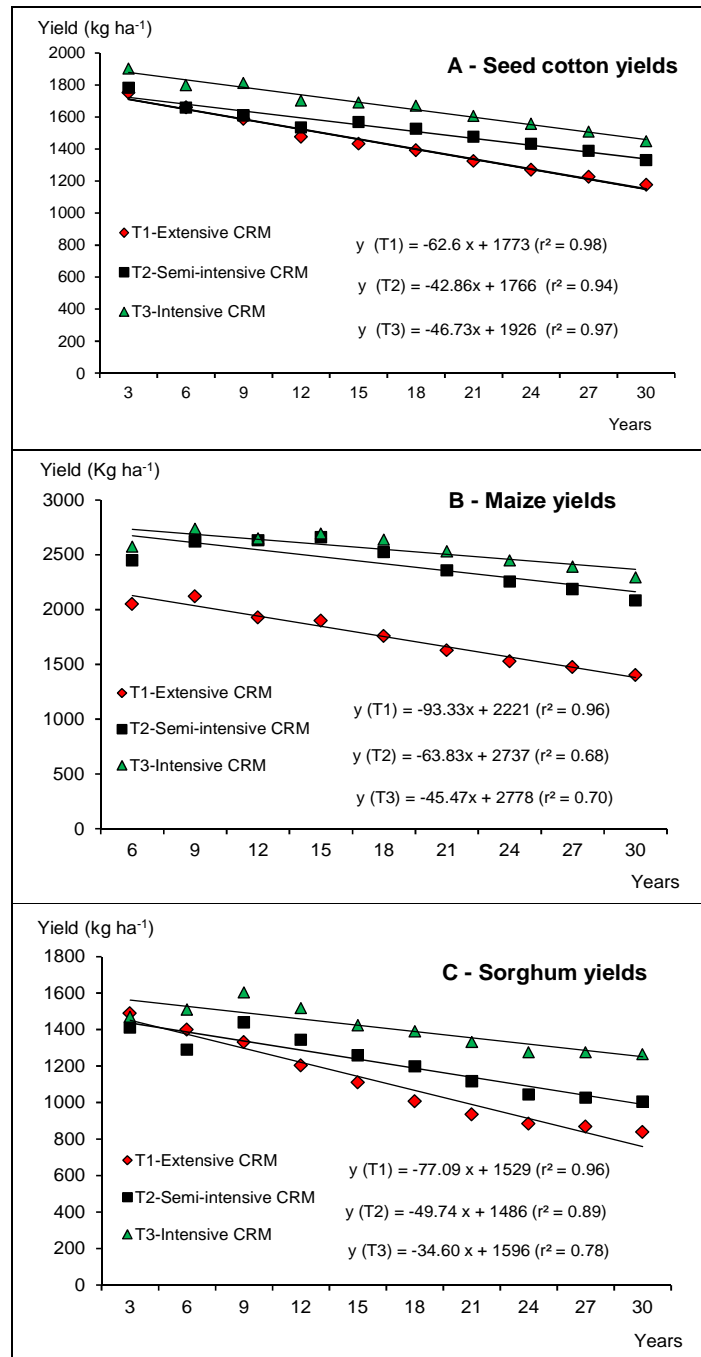 Yield (kg ha⁻¹)
A - Seed cotton yields
2000
1800
1600
1400
1200
1000
800
600
400
200
0
T1-Extensive CRM
T2-Semi-intensive CRM
T3-Intensive CRM
y (T1) = -62.6 x + 1773 (r² = 0.98)
y (T2) = -42.86x + 1766 (r² = 0.94)
y (T3) = -46.73x + 1926 (r² = 0.97)
3 6 9 12 15 18 21 24 27 30
Years
Yield (Kg ha⁻¹)
B - Maize yields
3000
2500
2000
1500
1000
500
0
T1-Extensive CRM
T2-Semi-intensive CRM
T3-Intensive CRM
y (T1) = -93.33x + 2221 (r² = 0.96)
y (T2) = -63.83x + 2737 (r² = 0.68)
y (T3) = -45.47x + 2778 (r² = 0.70)
6 9 12 15 18 21 24 27 30
Years
Yield (kg ha⁻¹)
C - Sorghum yields
1800
1600
1400
1200
1000
800
600
400
200
0
T1-Extensive CRM
T2-Semi-intensive CRM
T3-Intensive CRM
y (T1) = -77.09 x + 1529 (r² = 0.96)
y (T2) = -49.74 x + 1486 (r² = 0.89)
y (T3) = -34.60 x + 1596 (r² = 0.78)
3 6 9 12 15 18 21 24 27 30
Years